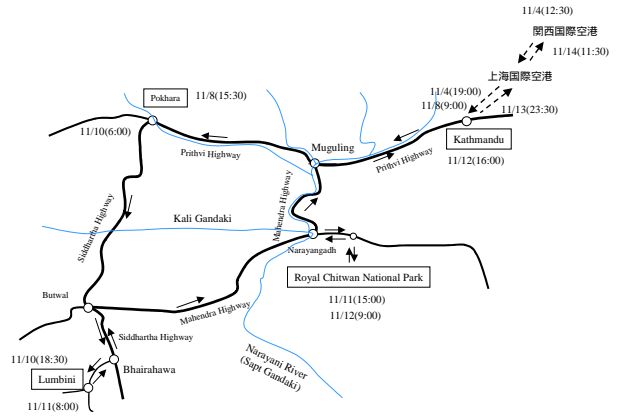 11/4(12:30)
関西国際空港
11/14(11:30)
上海国際空港
11/4(19:00)
11/8(9:00)
11/13(23:30)
Pokhara
11/8(15:30)
11/10(6:00)
Prithvi Highway
Muguling
Prithvi Highway
Kathmandu
11/12(16:00)
Siddhartha Highway
Kali Gandaki
Mahendra Highway
Narayangadh
Royal Chitwan National Park
11/11(15:00)
11/12(9:00)
Butwal
Mahendra Highway
Siddhartha Highway
Narayani River
(Sapt Gandaki)
11/10(18:30)
Bhairahawa
Lumbini
11/11(8:00)